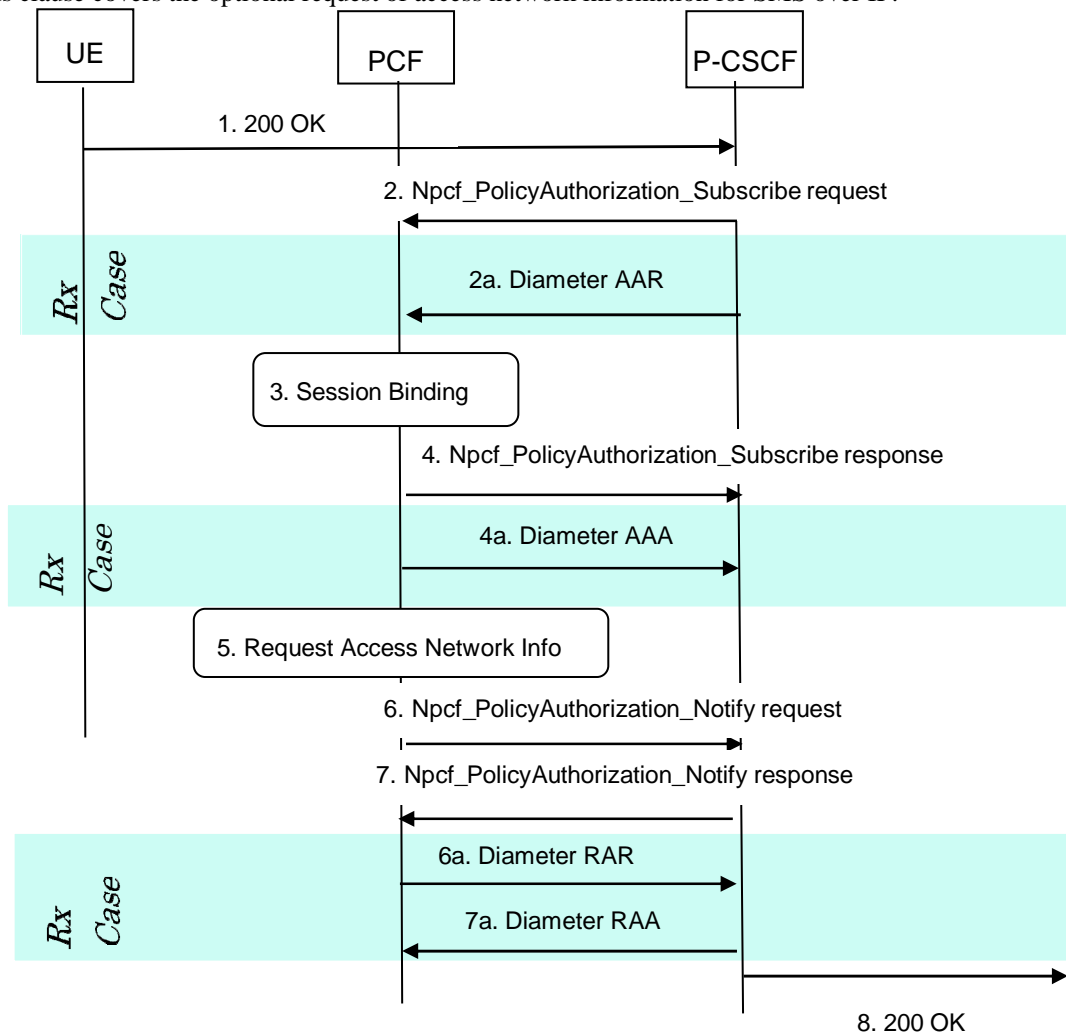 s clause covers the optional request of access network information for SMS over IP.
UE
PCF
P-CSCF
1. 200 OK
2. Npcf_PolicyAuthorization_Subscribe request
Rx
Case
2a. Diameter AAR
3. Session Binding
4. Npcf_PolicyAuthorization_Subscribe response
Rx
Case
4a. Diameter AAA
5. Request Access Network Info
6. Npcf_PolicyAuthorization_Notify request
7. Npcf_PolicyAuthorization_Notify response
Rx
Case
6a. Diameter RAR
7a. Diameter RAA
8. 200 OK